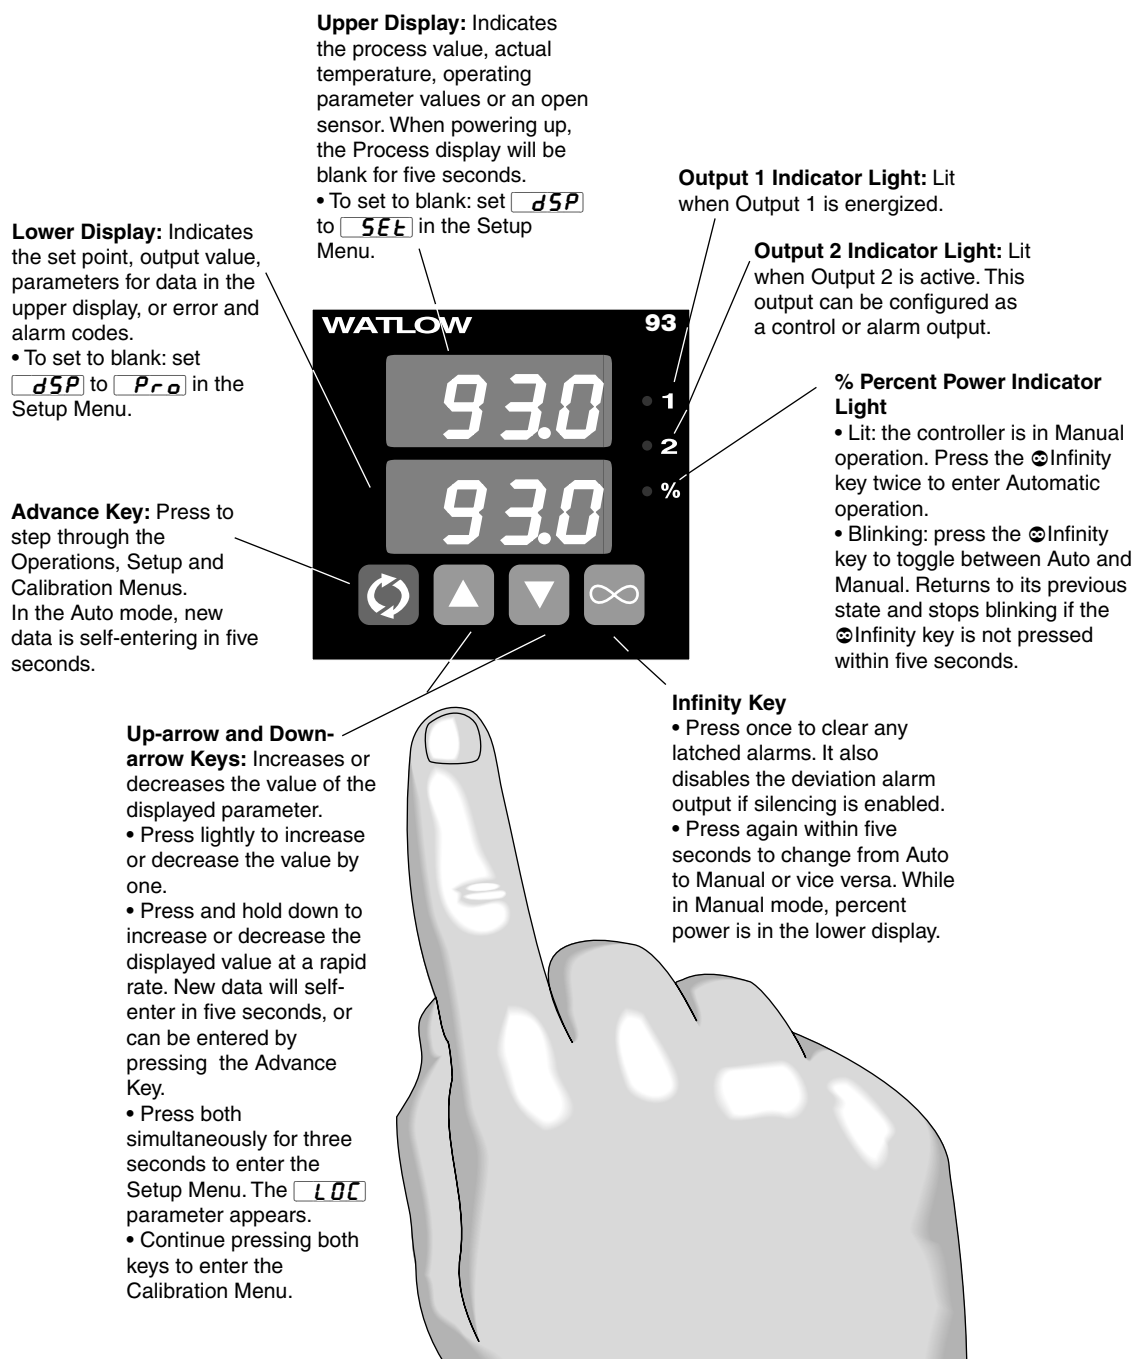 Upper Display: Indicates
the process value, actual
temperature, operating
parameter values or an open
sensor. When powering up,
the Process display will be
blank for five seconds.
• To set to blank: set dSP
to SEt in the Setup
Menu.
Output 1 Indicator Light: Lit
when Output 1 is energized.
Lower Display: Indicates
the set point, output value,
parameters for data in the
upper display, or error and
alarm codes.
• To set to blank: set
dSP to Pro in the
Setup Menu.
Output 2 Indicator Light: Lit
when Output 2 is active. This
output can be configured as
a control or alarm output.
WATLOW 93
93.0
1
2
93.0
%
% Percent Power Indicator
Light
• Lit: the controller is in Manual
operation. Press the ∞Infinity
key twice to enter Automatic
operation.
• Blinking: press the ∞Infinity
key to toggle between Auto and
Manual. Returns to its previous
state and stops blinking if the
∞Infinity key is not pressed
within five seconds.
Advance Key: Press to
step through the
Operations, Setup and
Calibration Menus.
In the Auto mode, new
data is self-entering in five
seconds.
∞
Infinity Key
• Press once to clear any
latched alarms. It also
disables the deviation alarm
output if silencing is enabled.
• Press again within five
seconds to change from Auto
to Manual or vice versa. While
in Manual mode, percent
power is in the lower display.
Up-arrow and Down-
arrow Keys: Increases or
decreases the value of the
displayed parameter.
• Press lightly to increase
or decrease the value by
one.
• Press and hold down to
increase or decrease the
displayed value at a rapid
rate. New data will self-
enter in five seconds, or
can be entered by
pressing the Advance
Key.
• Press both
simultaneously for three
seconds to enter the
Setup Menu. The LOC
parameter appears.
• Continue pressing both
keys to enter the
Calibration Menu.